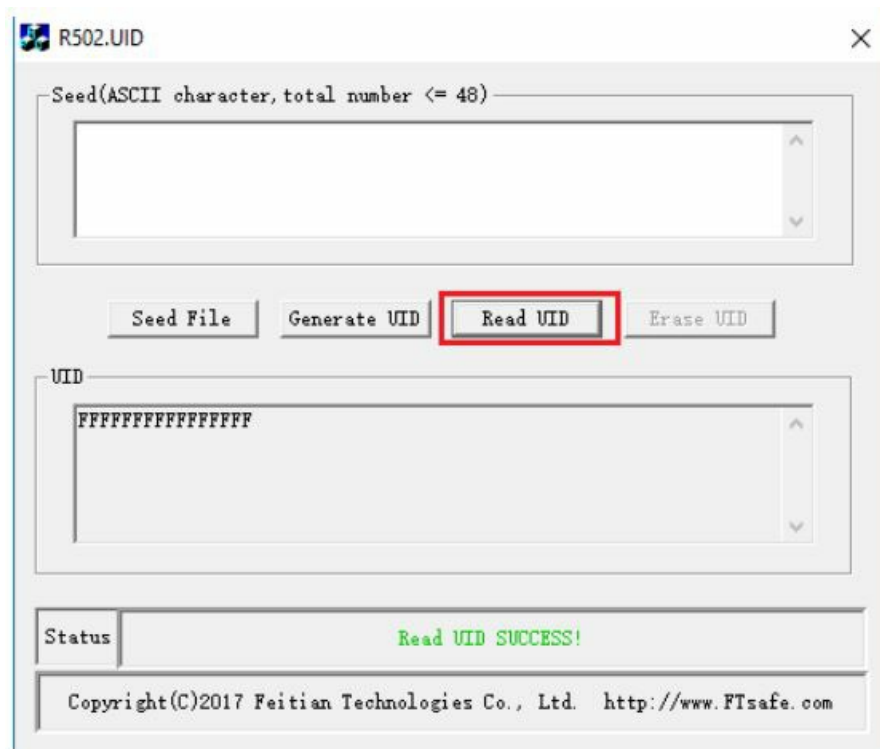 R502.UID
Seed(ASCII character, total number <= 48)
Seed File Generate UID Read UID Erase UID
UID
FFFFFFFFFFFFFFFF
Status Read UID SUCCESS!
Copyright(C)2017 Feitian Technologies Co., Ltd. http://www.FTsafe.com